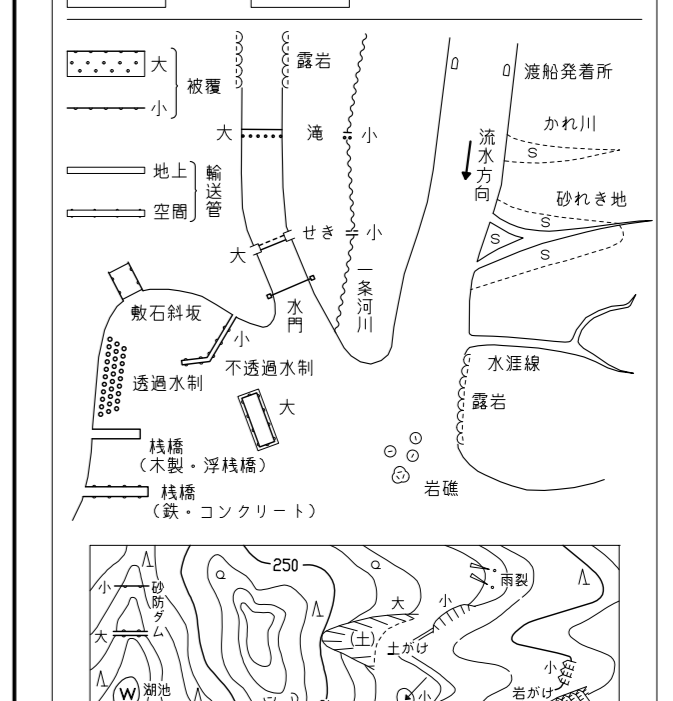 露岩
渡船発着所
大
被覆
小
かれ川
大
滝
小
流水方向
S
地上
輸送管
空間
砂れき地
S
せき
小
S
S
大
一条河川
水門
敷石斜坂
小
水涯線
不透過水制
透過水制
大
露岩
桟橋
（木製・浮桟橋）
岩礁
桟橋
（鉄・コンクリート）
250
雨裂
小
砂防ダム
大
小
大
(土)
土がけ
小
W
湖池
小
岩がけ